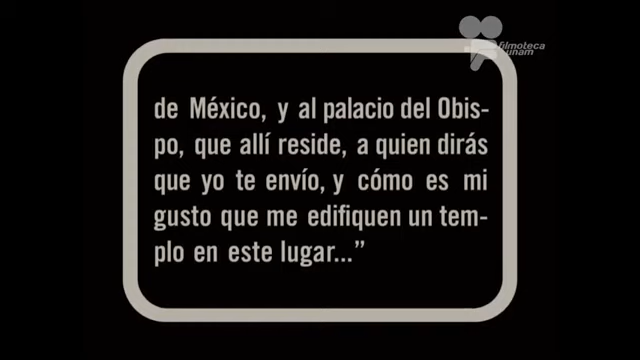 filmoteca
unam
de México, y al palacio del Obis-
po, que allí reside, a quien dirás
que yo te envío, y cómo es mi
gusto que me edifiquen un tem-
plo en este lugar..."